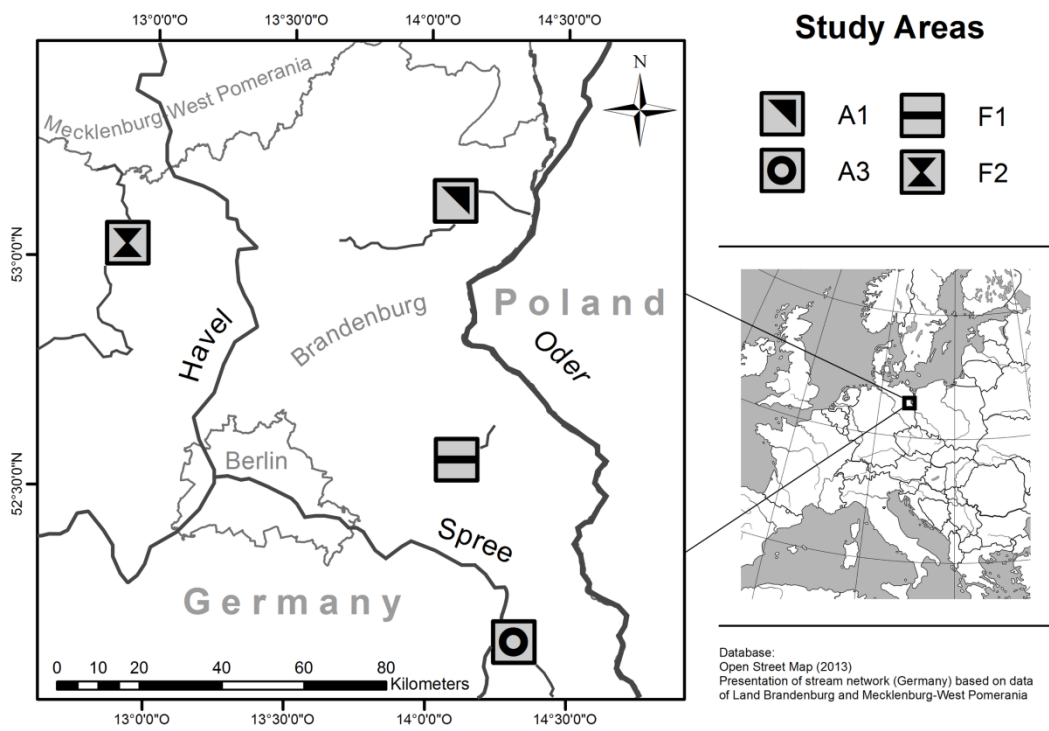 13°0'0"O 13°30'0"O 14°0'0"O 14°30'0"O
Study Areas
N
Mecklenburg West Pomerania
A1 F1
A3 F2
53°0'0"N
Poland
Brandenburg
Havel
Oder
Berlin
52°30'0"N
Spree
Germany
0 10 20 40 60 80
Kilometers
13°0'0"O 13°30'0"O 14°0'0"O 14°30'0"O
Database:
Open Street Map (2013)
Presentation of stream network (Germany) based on data
of Land Brandenburg and Mecklenburg-West Pomerania